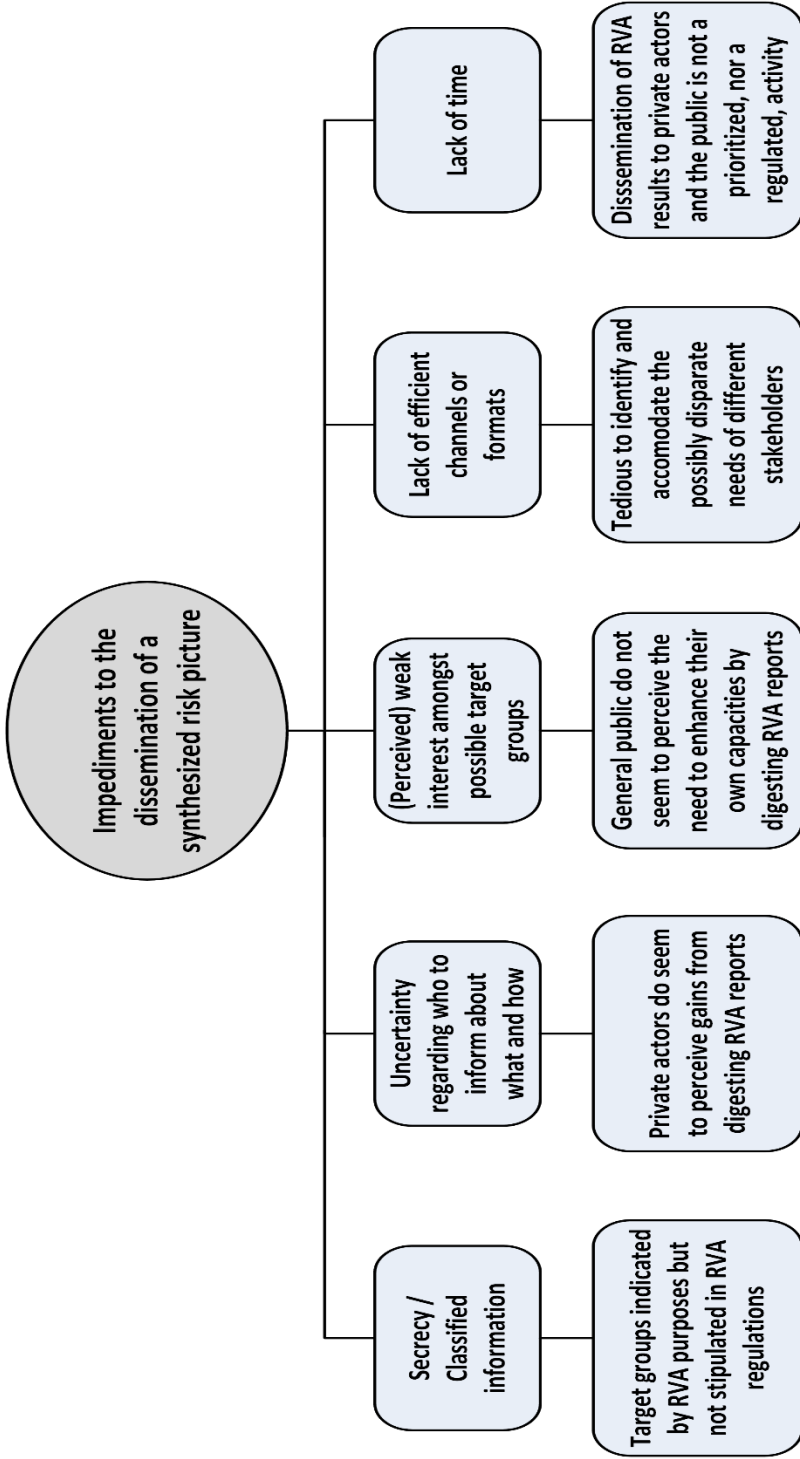 Impediments to the
dissemination of a
synthesized risk picture
Secrecy /
Classified
information
Uncertainty
regarding who to
inform about
what and how
(Perceived) weak
interest amongst
possible target
groups
Lack of efficient
channels or
formats
Lack of time
Target groups indicated
by RVA purposes but
not stipulated in RVA
regulations
Private actors do seem
to perceive gains from
digesting RVA reports
General public do not
seem to perceive the
need to enhance their
own capacities by
digesting RVA reports
Tedious to identify and
accomodate the
possibly disparate
needs of different
stakeholders
Disssemination of RVA
results to private actors
and the public is not a
prioritized, nor a
regulated, activity